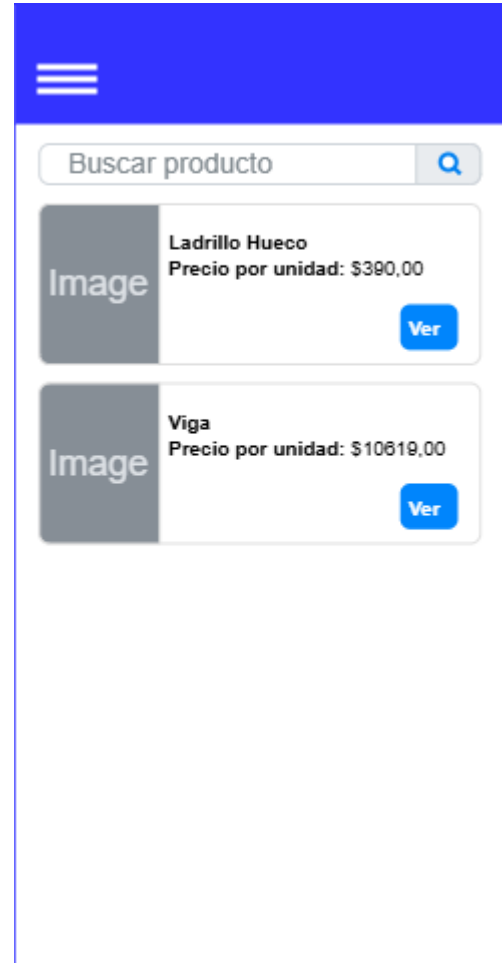 Buscar producto
Image
Ladrillo Hueco
Precio por unidad: $390,00
Ver
Image
Viga
Precio por unidad: $10619,00
Ver